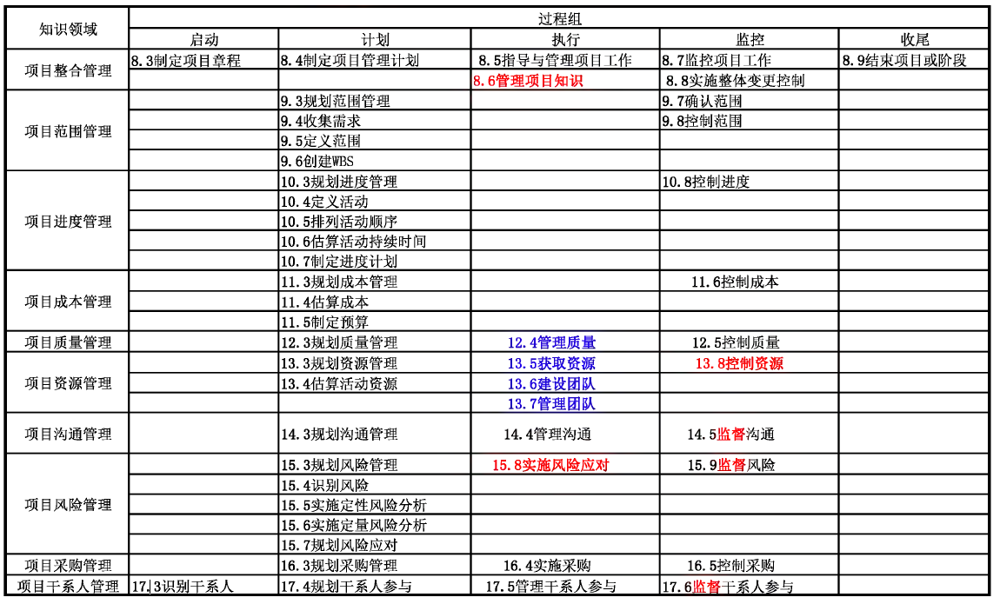 知识领域 过程组
启动 计划 执行 监控 收尾
项目整合管理 8.3制定项目章程 8.4制定项目管理计划 8.5指导与管理项目工作 8.7监控项目工作 8.9结束项目或阶段
8.6管理项目知识 8.8实施整体变更控制
项目范围管理 9.3规划范围管理 9.7确认范围
9.4收集需求 9.8控制范围
9.5定义范围
9.6创建WBS
项目进度管理 10.3规划进度管理 10.8控制进度
10.4定义活动
10.5排列活动顺序
10.6估算活动持续时间
10.7制定进度计划
项目成本管理 11.3规划成本管理 11.6控制成本
11.4估算成本
11.5制定预算
项目质量管理 12.3规划质量管理 12.4管理质量 12.5控制质量
项目资源管理 13.3规划资源管理 13.5获取资源 13.8控制资源
13.4估算活动资源 13.6建设团队
13.7管理团队
项目沟通管理 14.3规划沟通管理 14.4管理沟通 14.5监督沟通
项目风险管理 15.3规划风险管理 15.8实施风险应对 15.9监督风险
15.4识别风险
15.5实施定性风险分析
15.6实施定量风险分析
15.7规划风险应对
项目采购管理 16.3规划采购管理 16.4实施采购 16.5控制采购
项目干系人管理 17.3识别干系人 17.4规划干系人参与 17.5管理干系人参与 17.6监督干系人参与